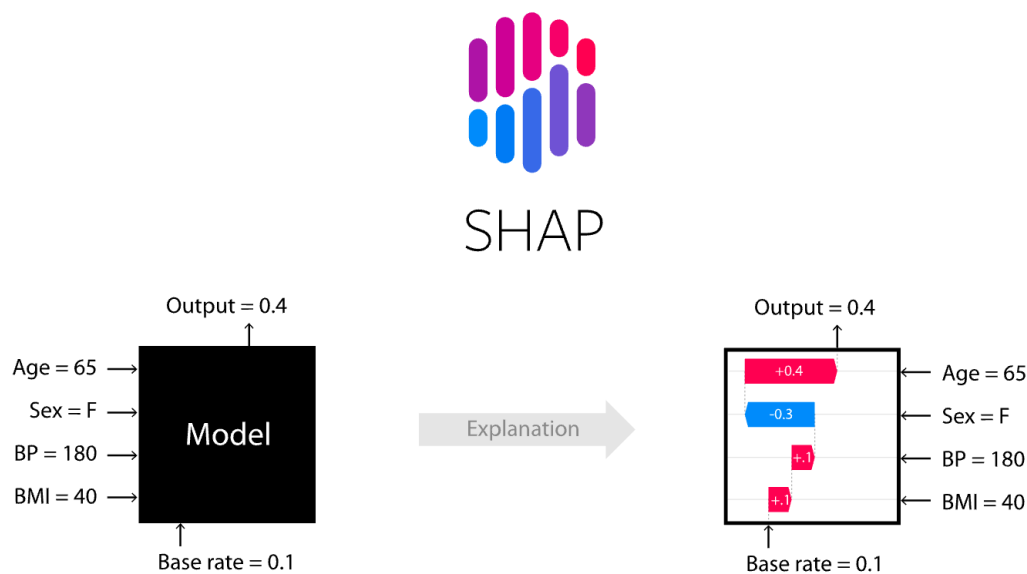 SHAP
Output = 0.4
Age = 65
Sex = F
BP = 180
BMI = 40
Model
Base rate = 0.1
Explanation
Output = 0.4
+0.4
Age = 65
-0.3
Sex = F
+.1
BP = 180
+.1
BMI = 40
Base rate = 0.1